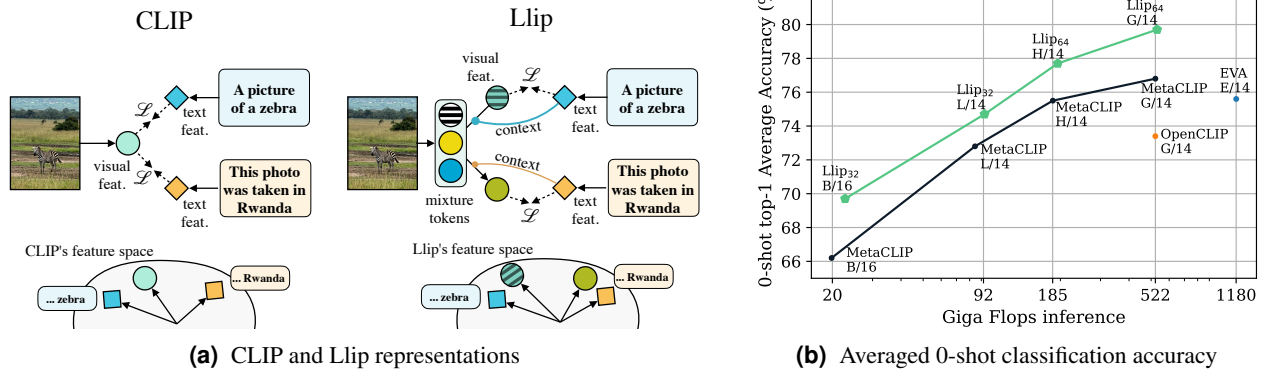 CLIP
Llip
A picture
of a zebra
ℒ
text
feat.
visual
feat.
ℒ
This photo
was taken in
Rwanda
text
feat.
visual
feat.
ℒ
A picture
of a zebra
text
feat.
context
context
This photo
was taken in
Rwanda
mixture
tokens
ℒ
text
feat.
CLIP's feature space
... zebra
... Rwanda
Llip's feature space
... zebra
... Rwanda
(a) CLIP and Llip representations
0-shot top-1 Average Accuracy (%
80
78
76
74
72
70
68
66
Llip64
G/14
Llip64
H/14
Llip32
L/14
Llip32
B/16
EVA
E/14
MetaCLIP
G/14
MetaCLIP
H/14
OpenCLIP
G/14
MetaCLIP
L/14
MetaCLIP
B/16
20
92
185
522
1180
Giga Flops inference
(b) Averaged 0-shot classification accuracy